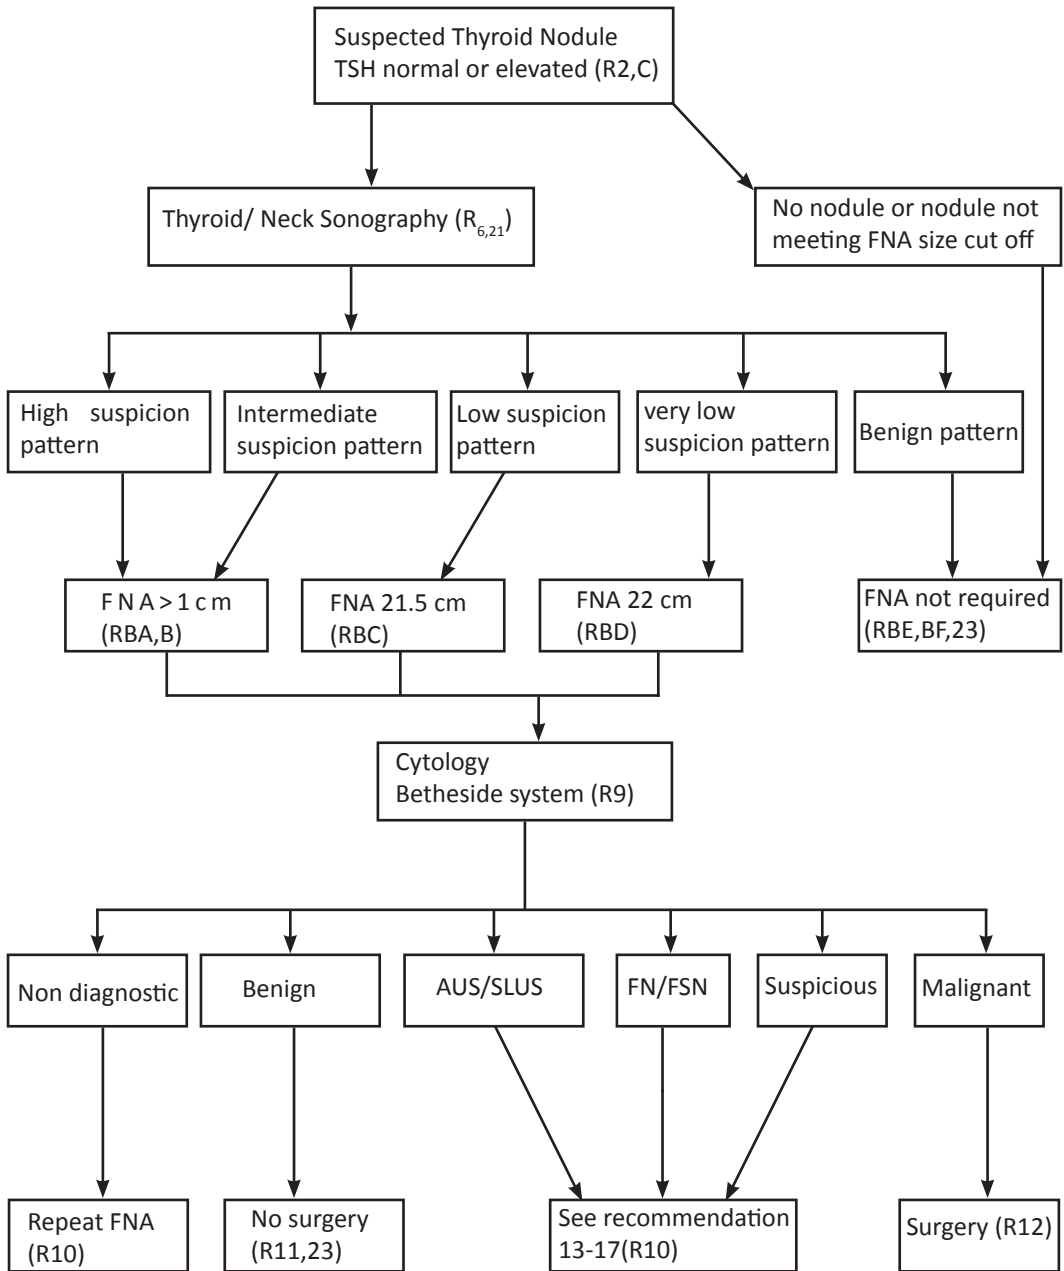 Suspected Thyroid Nodule
TSH normal or elevated (R2,C)
Thyroid/ Neck Sonography (R6,21)
No nodule or nodule not
meeting FNA size cut off
High suspicion
pattern
Intermediate
suspicion pattern
Low suspicion
pattern
very low
suspicion pattern
Benign pattern
FNA>1cm
(RBA,B)
FNA 21.5 cm
(RBC)
FNA 22 cm
(RBD)
FNA not required
(RBE,BF,23)
Cytology
Betheside system (R9)
Non diagnostic
Benign
AUS/SLUS
FN/FSN
Suspicious
Malignant
Repeat FNA
(R10)
No surgery
(R11,23)
See recommendation
13-17(R10)
Surgery (R12)